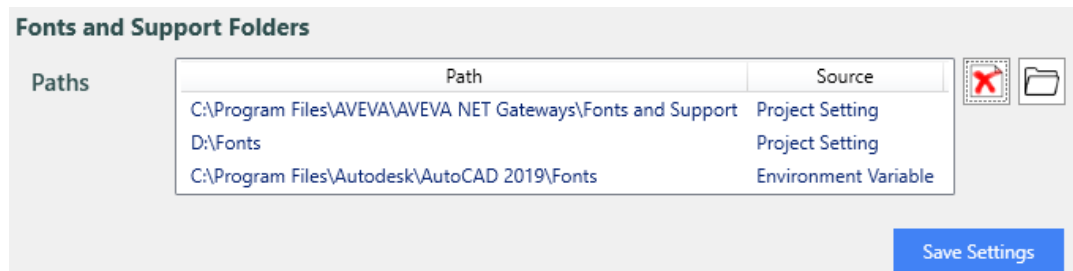 Fonts and Support Folders
Paths
Path Source
C:\Program Files\AVEVA\AVEVA NET Gateways\Fonts and Support Project Setting
D:\Fonts Project Setting
C:\Program Files\Autodesk\AutoCAD 2019\Fonts Environment Variable
Save Settings